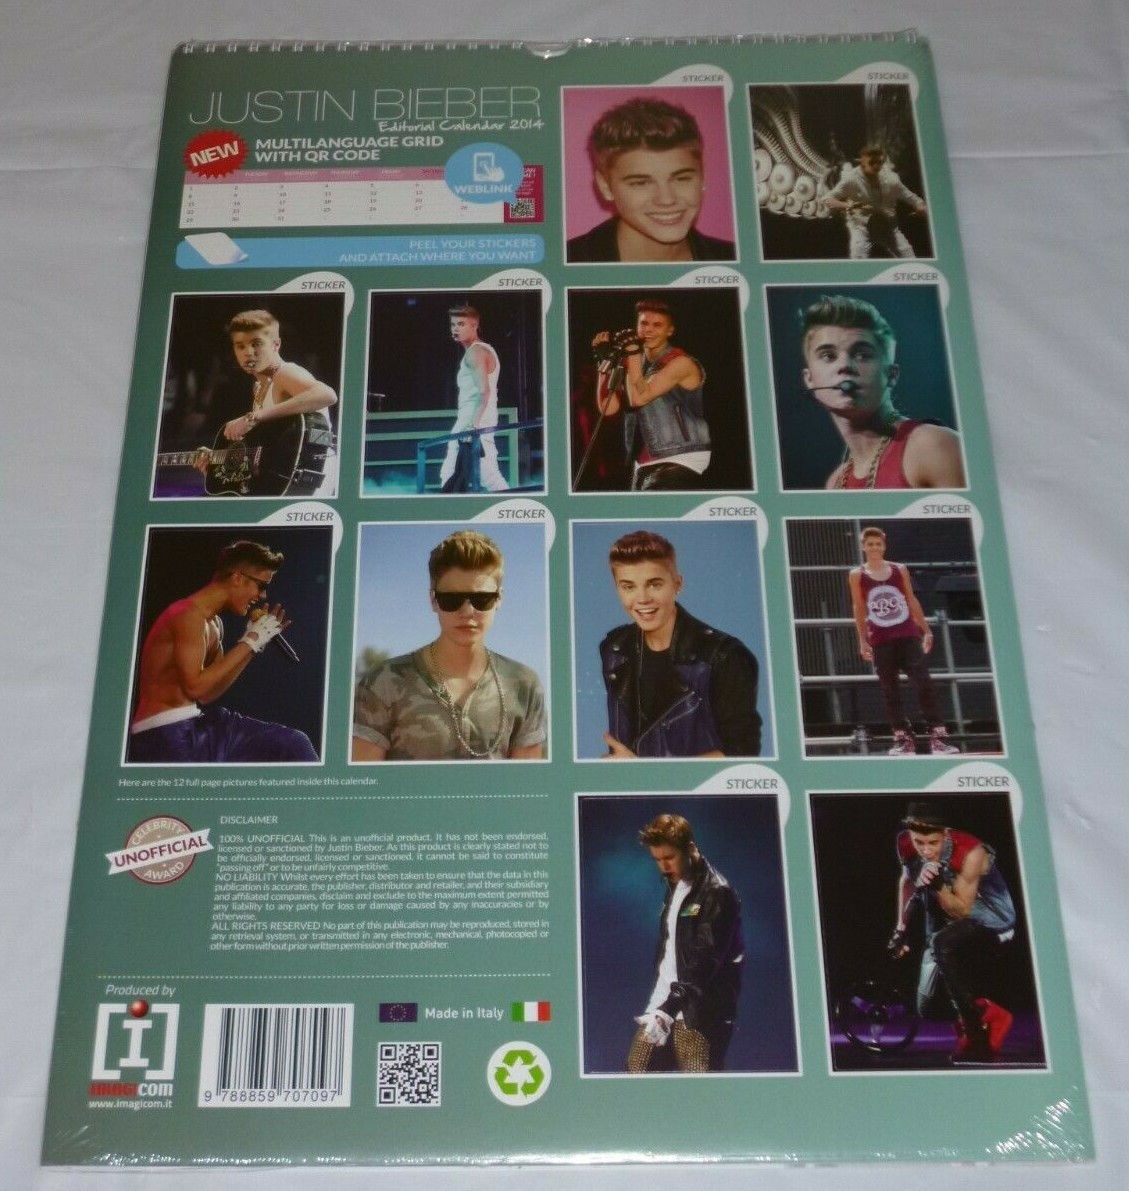 JUSTIN BIEBER
Editorial Calendar 2014
NEW
MULTILANGUAGE GRID
WITH QR CODE
WEBLINK
PEEL YOUR STICKERS
AND ATTACH WHERE YOU WANT
STICKER
STICKER
STICKER
STICKER
STICKER
STICKER
STICKER
STICKER
STICKER
STICKER
STICKER
STICKER
Here are the 12 full page pictures featured inside this calendar.
CELEBRITY
UNOFFICIAL
AWARD
DISCLAIMER
100% UNOFFICIAL This is an unofficial product. It has not been endorsed,
licensed or sanctioned by Justin Bieber. As this product is clearly stated not to
be officially endorsed, licensed or sanctioned, it cannot be said to constitute
"passing off" or to be unfairly competitive.
NO LIABILITY Whilst every effort has been taken to ensure that the data in this
publication is accurate, the publisher, distributor and retailer, and their subsidiary
and affiliated companies, disclaim and exclude to the maximum extent permitted
any liability to any party for loss or damage caused by any inaccuracies or by
otherwise.
ALL RIGHTS RESERVED No part of this publication may be reproduced, stored in
any retrieval system, or transmitted in any electronic, mechanical, photocopied or
other form without prior written permission of the publisher.
Produced by
[i]
IMAGICOM
www.imagicom.it
9 788859 707097
Made in Italy